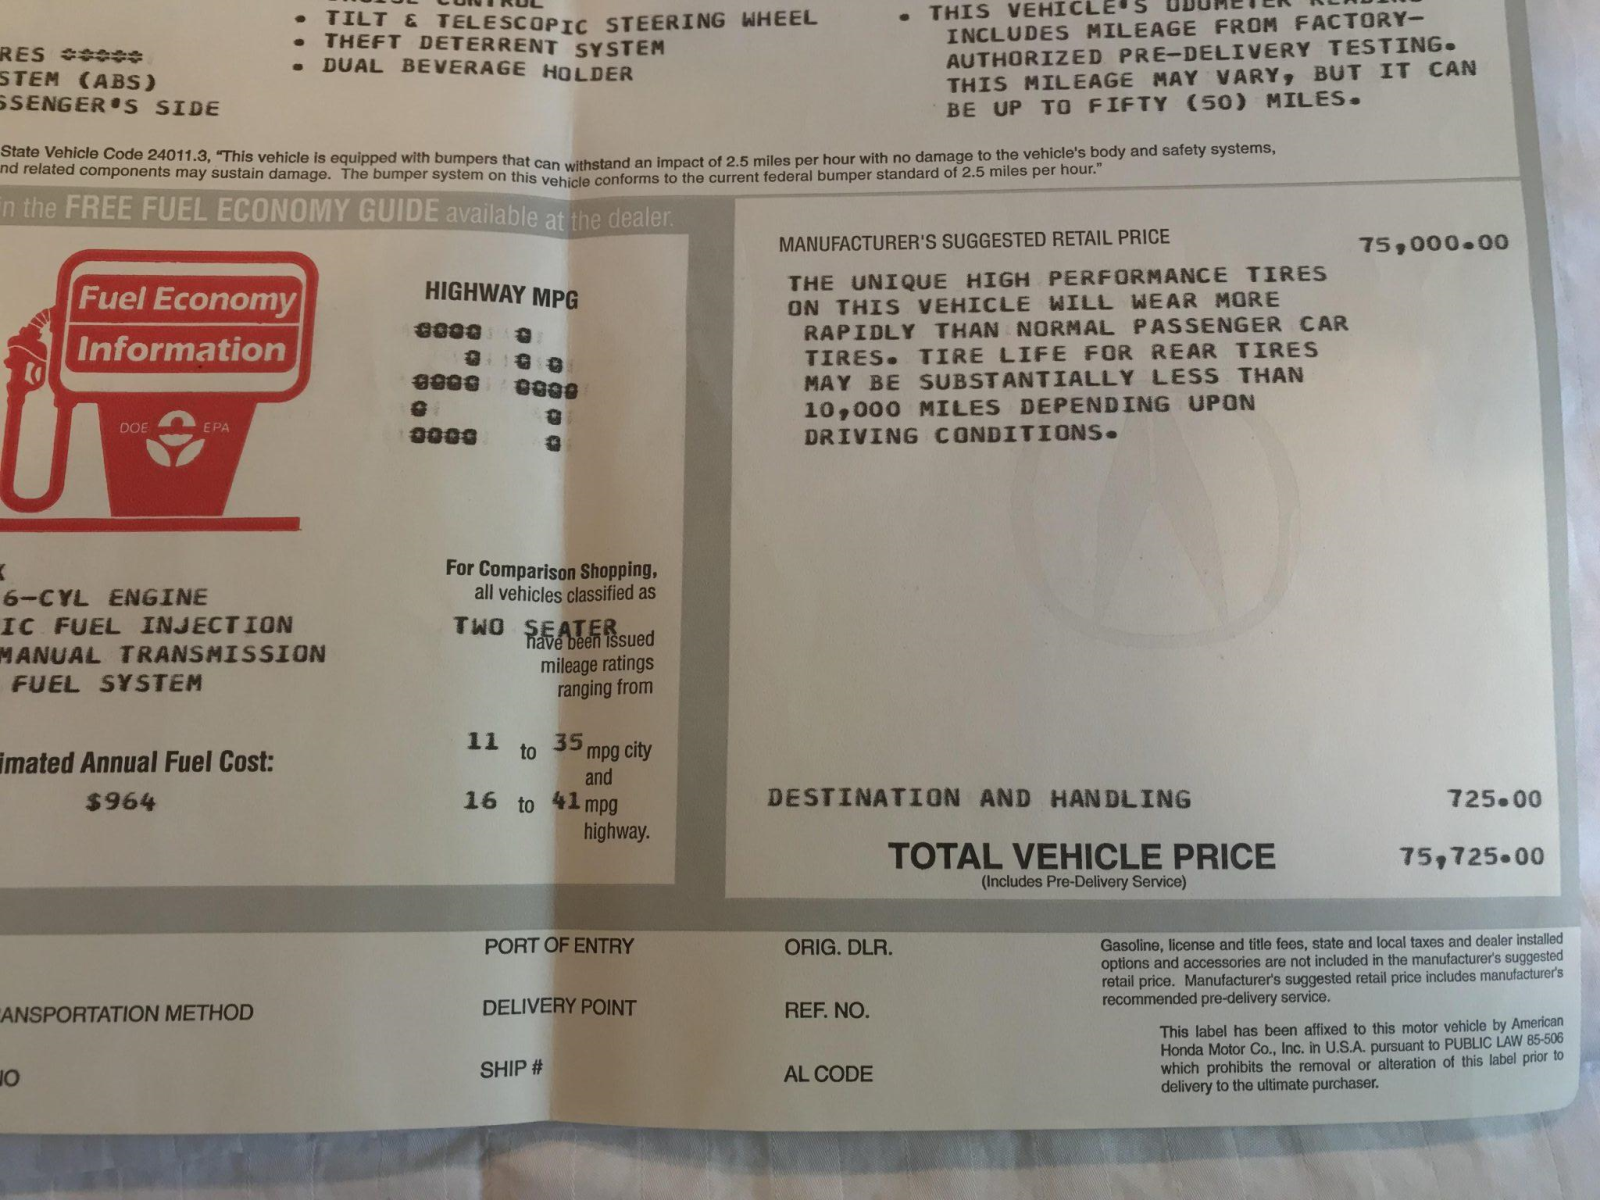 • TILT & TELESCOPIC STEERING WHEEL
• THEFT DETERRENT SYSTEM
• DUAL BEVERAGE HOLDER
• THIS VEHICLE'S ODOMETER
INCLUDES MILEAGE FROM FACTORY-
AUTHORIZED PRE-DELIVERY TESTING.
THIS MILEAGE MAY VARY, BUT IT CAN
BE UP TO FIFTY (50) MILES.
RES *****
STEM (ABS)
SSENGER'S SIDE
State Vehicle Code 24011.3, "This vehicle is equipped with bumpers that can withstand an impact of 2.5 miles per hour with no damage to the vehicle's body and safety systems,
nd related components may sustain damage. The bumper system on this vehicle conforms to the current federal bumper standard of 2.5 miles per hour."
in the FREE FUEL ECONOMY GUIDE available at the dealer.
Fuel Economy
Information
DOE EPA
HIGHWAY MPG
24
6-CYL ENGINE
IC FUEL INJECTION
MANUAL TRANSMISSION
FUEL SYSTEM
imated Annual Fuel Cost:
$964
For Comparison Shopping,
all vehicles classified as
TWO SEATER
have been issued
mileage ratings
ranging from
11 to 35 mpg city
and
16 to 41 mpg
highway.
MANUFACTURER'S SUGGESTED RETAIL PRICE 75,000.00
THE UNIQUE HIGH PERFORMANCE TIRES
ON THIS VEHICLE WILL WEAR MORE
RAPIDLY THAN NORMAL PASSENGER CAR
TIRES. TIRE LIFE FOR REAR TIRES
MAY BE SUBSTANTIALLY LESS THAN
10,000 MILES DEPENDING UPON
DRIVING CONDITIONS.
DESTINATION AND HANDLING 725.00
TOTAL VEHICLE PRICE 75,725.00
(Includes Pre-Delivery Service)
PORT OF ENTRY
ORIG. DLR.
ANSPORTATION METHOD
DELIVERY POINT
REF. NO.
NO
SHIP #
AL CODE
Gasoline, license and title fees, state and local taxes and dealer installed
options and accessories are not included in the manufacturer's suggested
retail price. Manufacturer's suggested retail price includes manufacturer's
recommended pre-delivery service.
This label has been affixed to this motor vehicle by American
Honda Motor Co., Inc. in U.S.A. pursuant to PUBLIC LAW 85-506
which prohibits the removal or alteration of this label prior to
delivery to the ultimate purchaser.